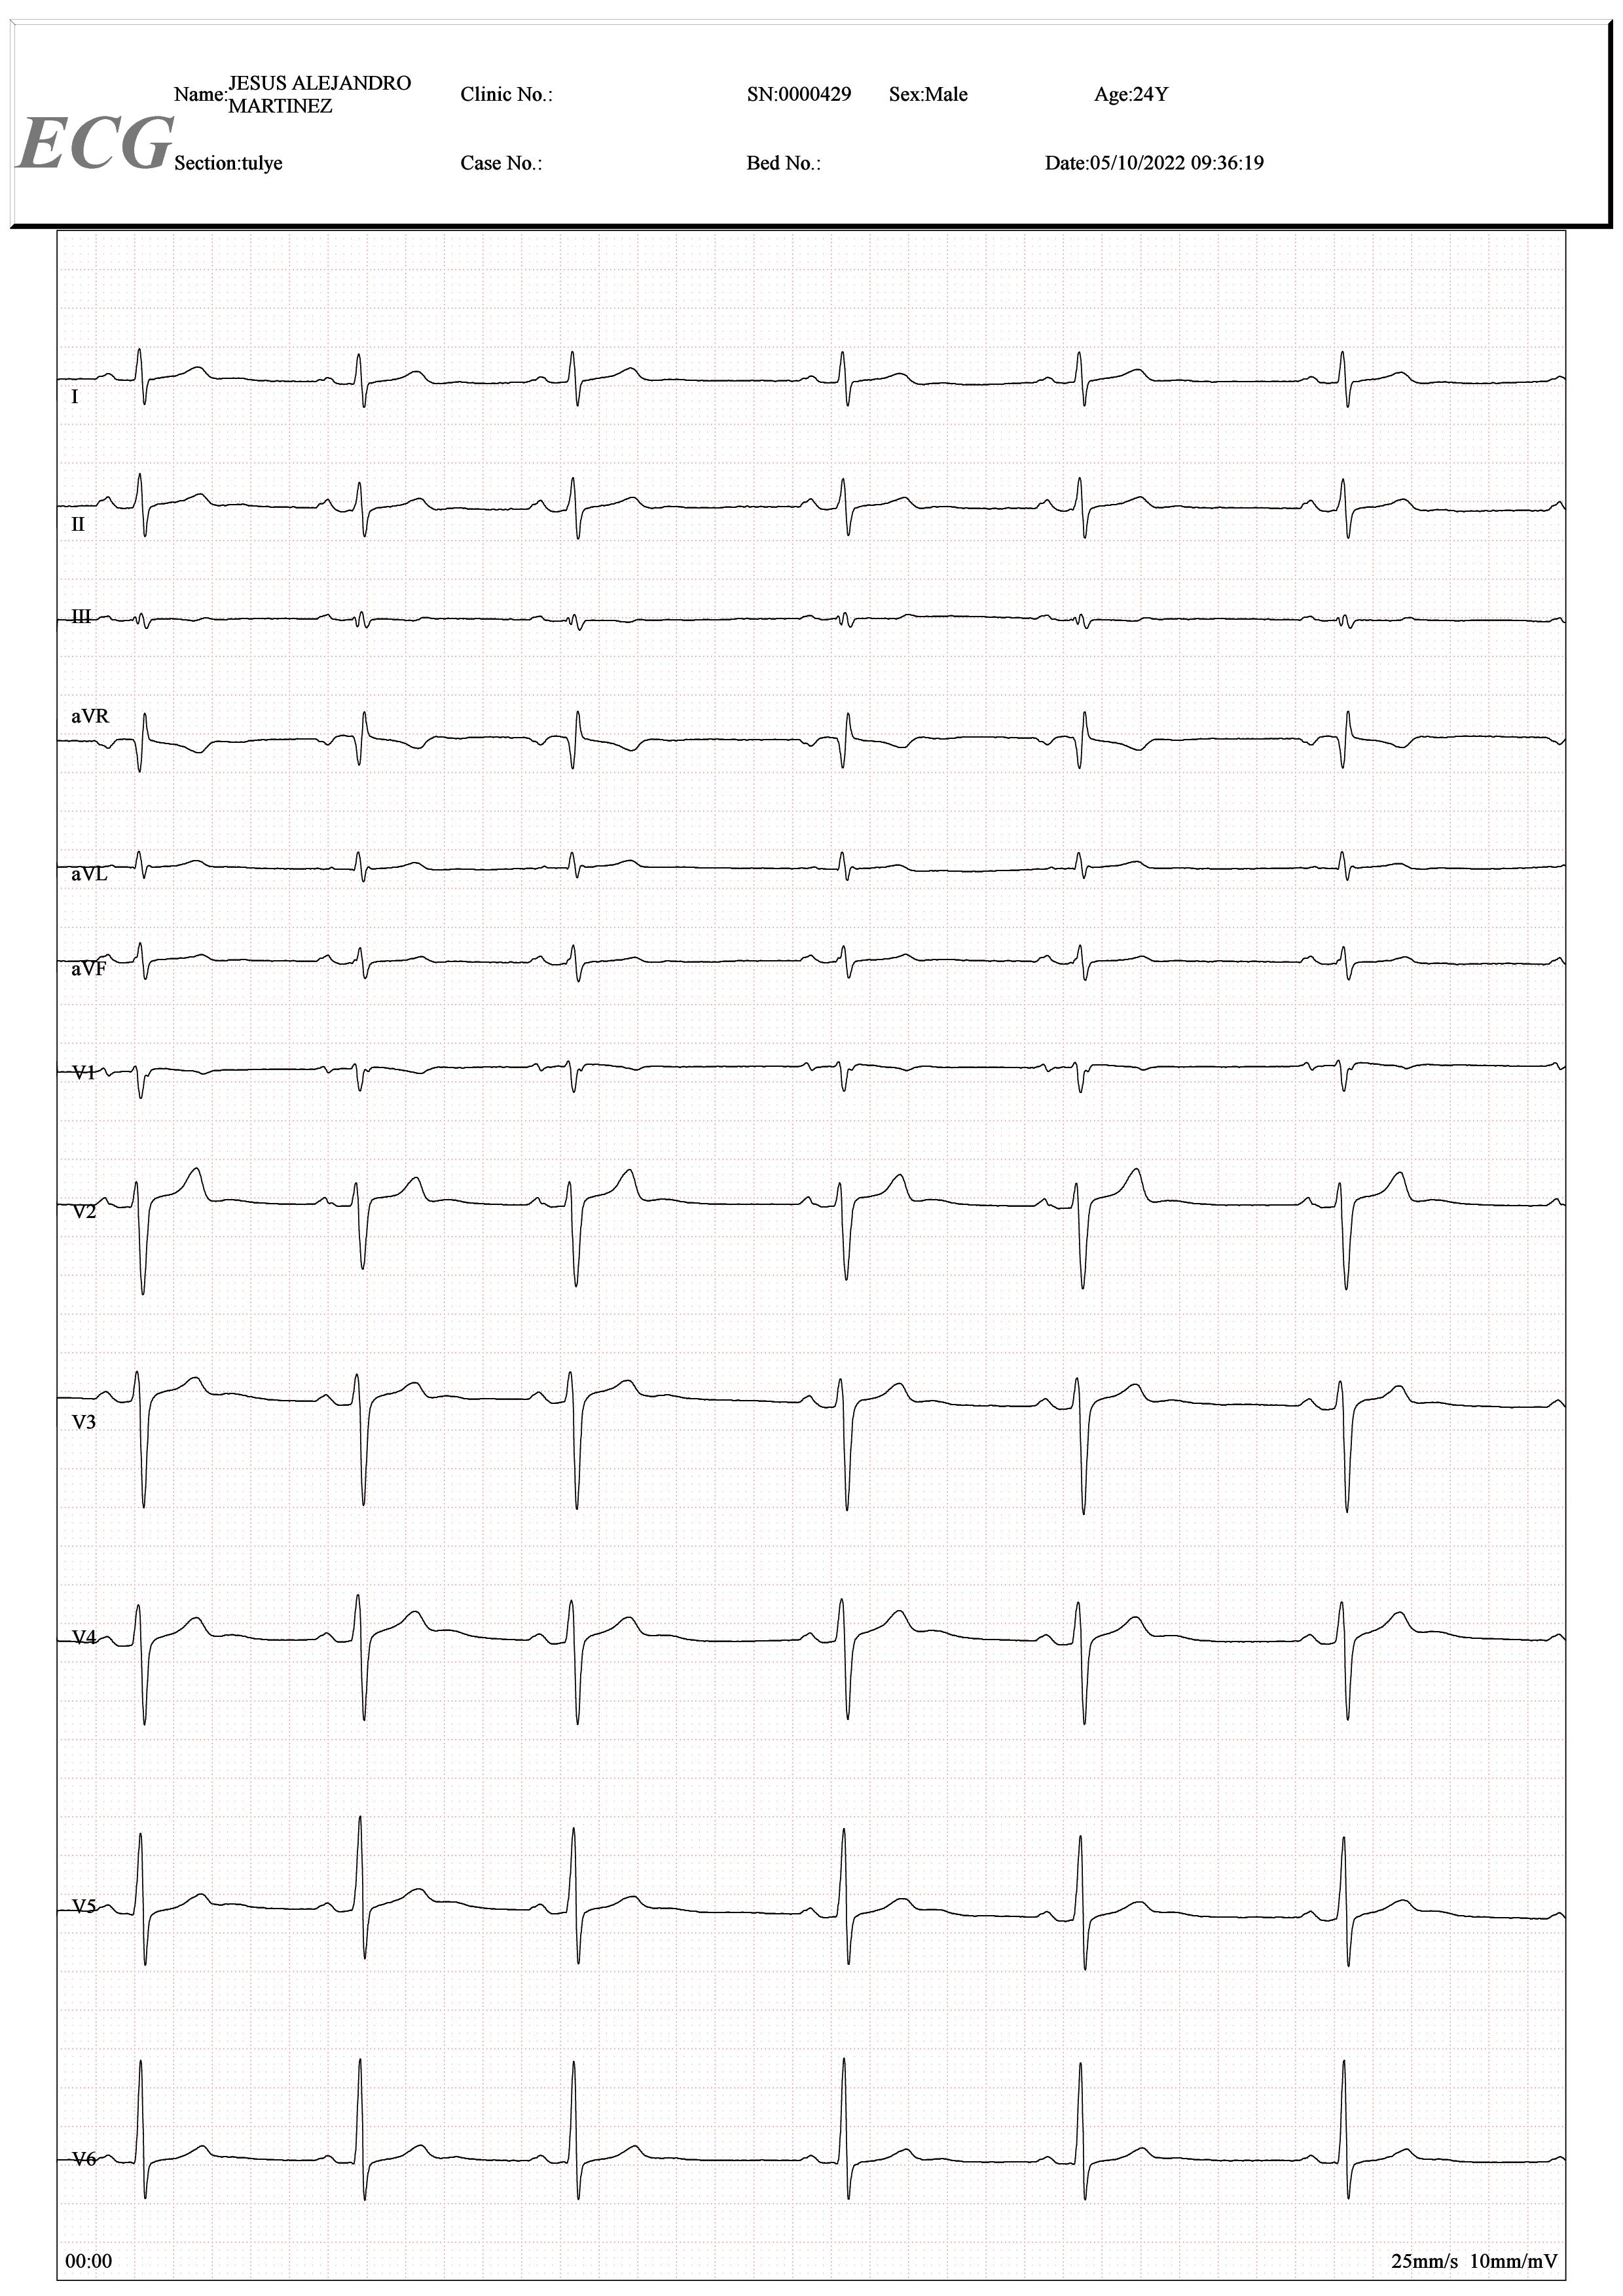 ECG
Name:JESUS ALEJANDRO MARTINEZ
Clinic No.:
SN:0000429
Sex:Male
Age:24Y
Section:tulye
Case No.:
Bed No.:
Date:05/10/2022 09:36:19
I
II
III
aVR
aVL
aVF
V1
V2
V3
V4
V5
V6
00:00
25mm/s 10mm/mV